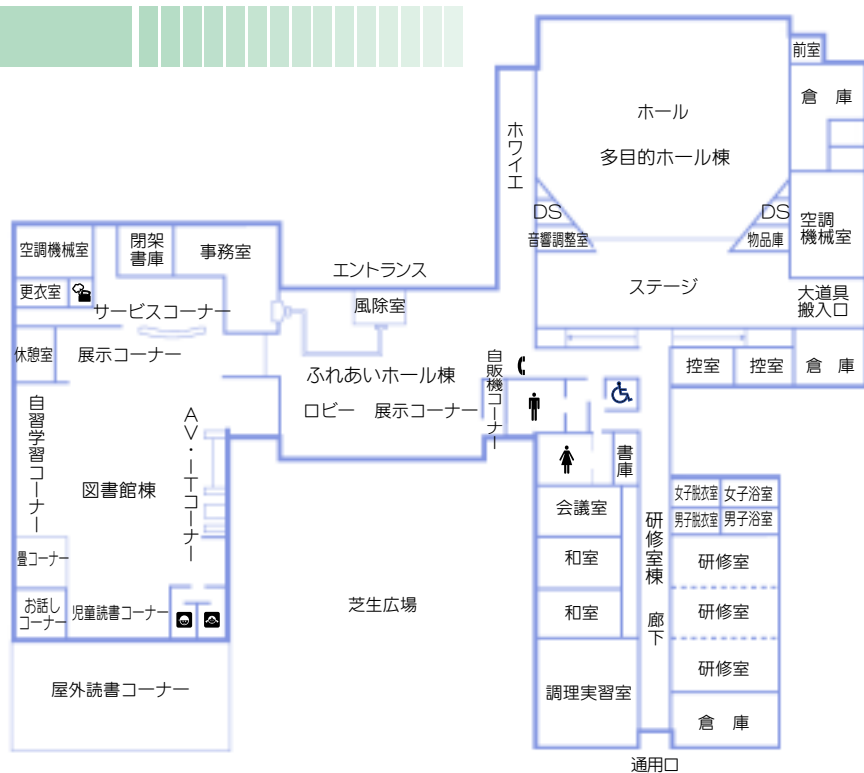 前室
倉 庫
ホール
多目的ホール棟
ホワイエ
DS
DS
音響調整室
物品庫
空調
機械室
ステージ
大道具
搬入口
控室
控室
倉 庫
空調機械室
閉架
書庫
事務室
更衣室
サービスコーナー
休憩室
展示コーナー
エントランス
風除室
ふれあいホール棟
ロビー 展示コーナー
自販機コーナー
自習学習コーナー
AV・ITコーナー
図書館棟
畳コーナー
お話し
コーナー
児童読書コーナー
屋外読書コーナー
芝生広場
書庫
会議室
和室
和室
調理実習室
研修室棟 廊下
女子脱衣室
女子浴室
男子脱衣室
男子浴室
研修室
研修室
研修室
倉 庫
通用口